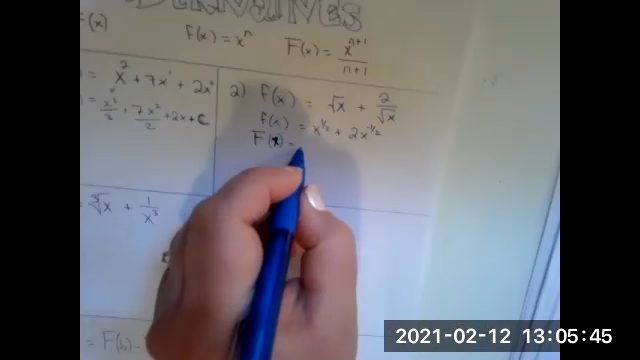 DERIVATIVES
f(x)
f(x) = xⁿ
F(x) = xⁿ⁺¹/(n+1)
= x² + 7x¹ + 2x⁰
= x³/3 + 7x²/2 + 2x + C
2) f(x) = √x + 2/√x
f(x) = x^½ + 2x^-½
F(x) =
= ∛x + 1/x³
= F(b) -
2021-02-12 13:05:45